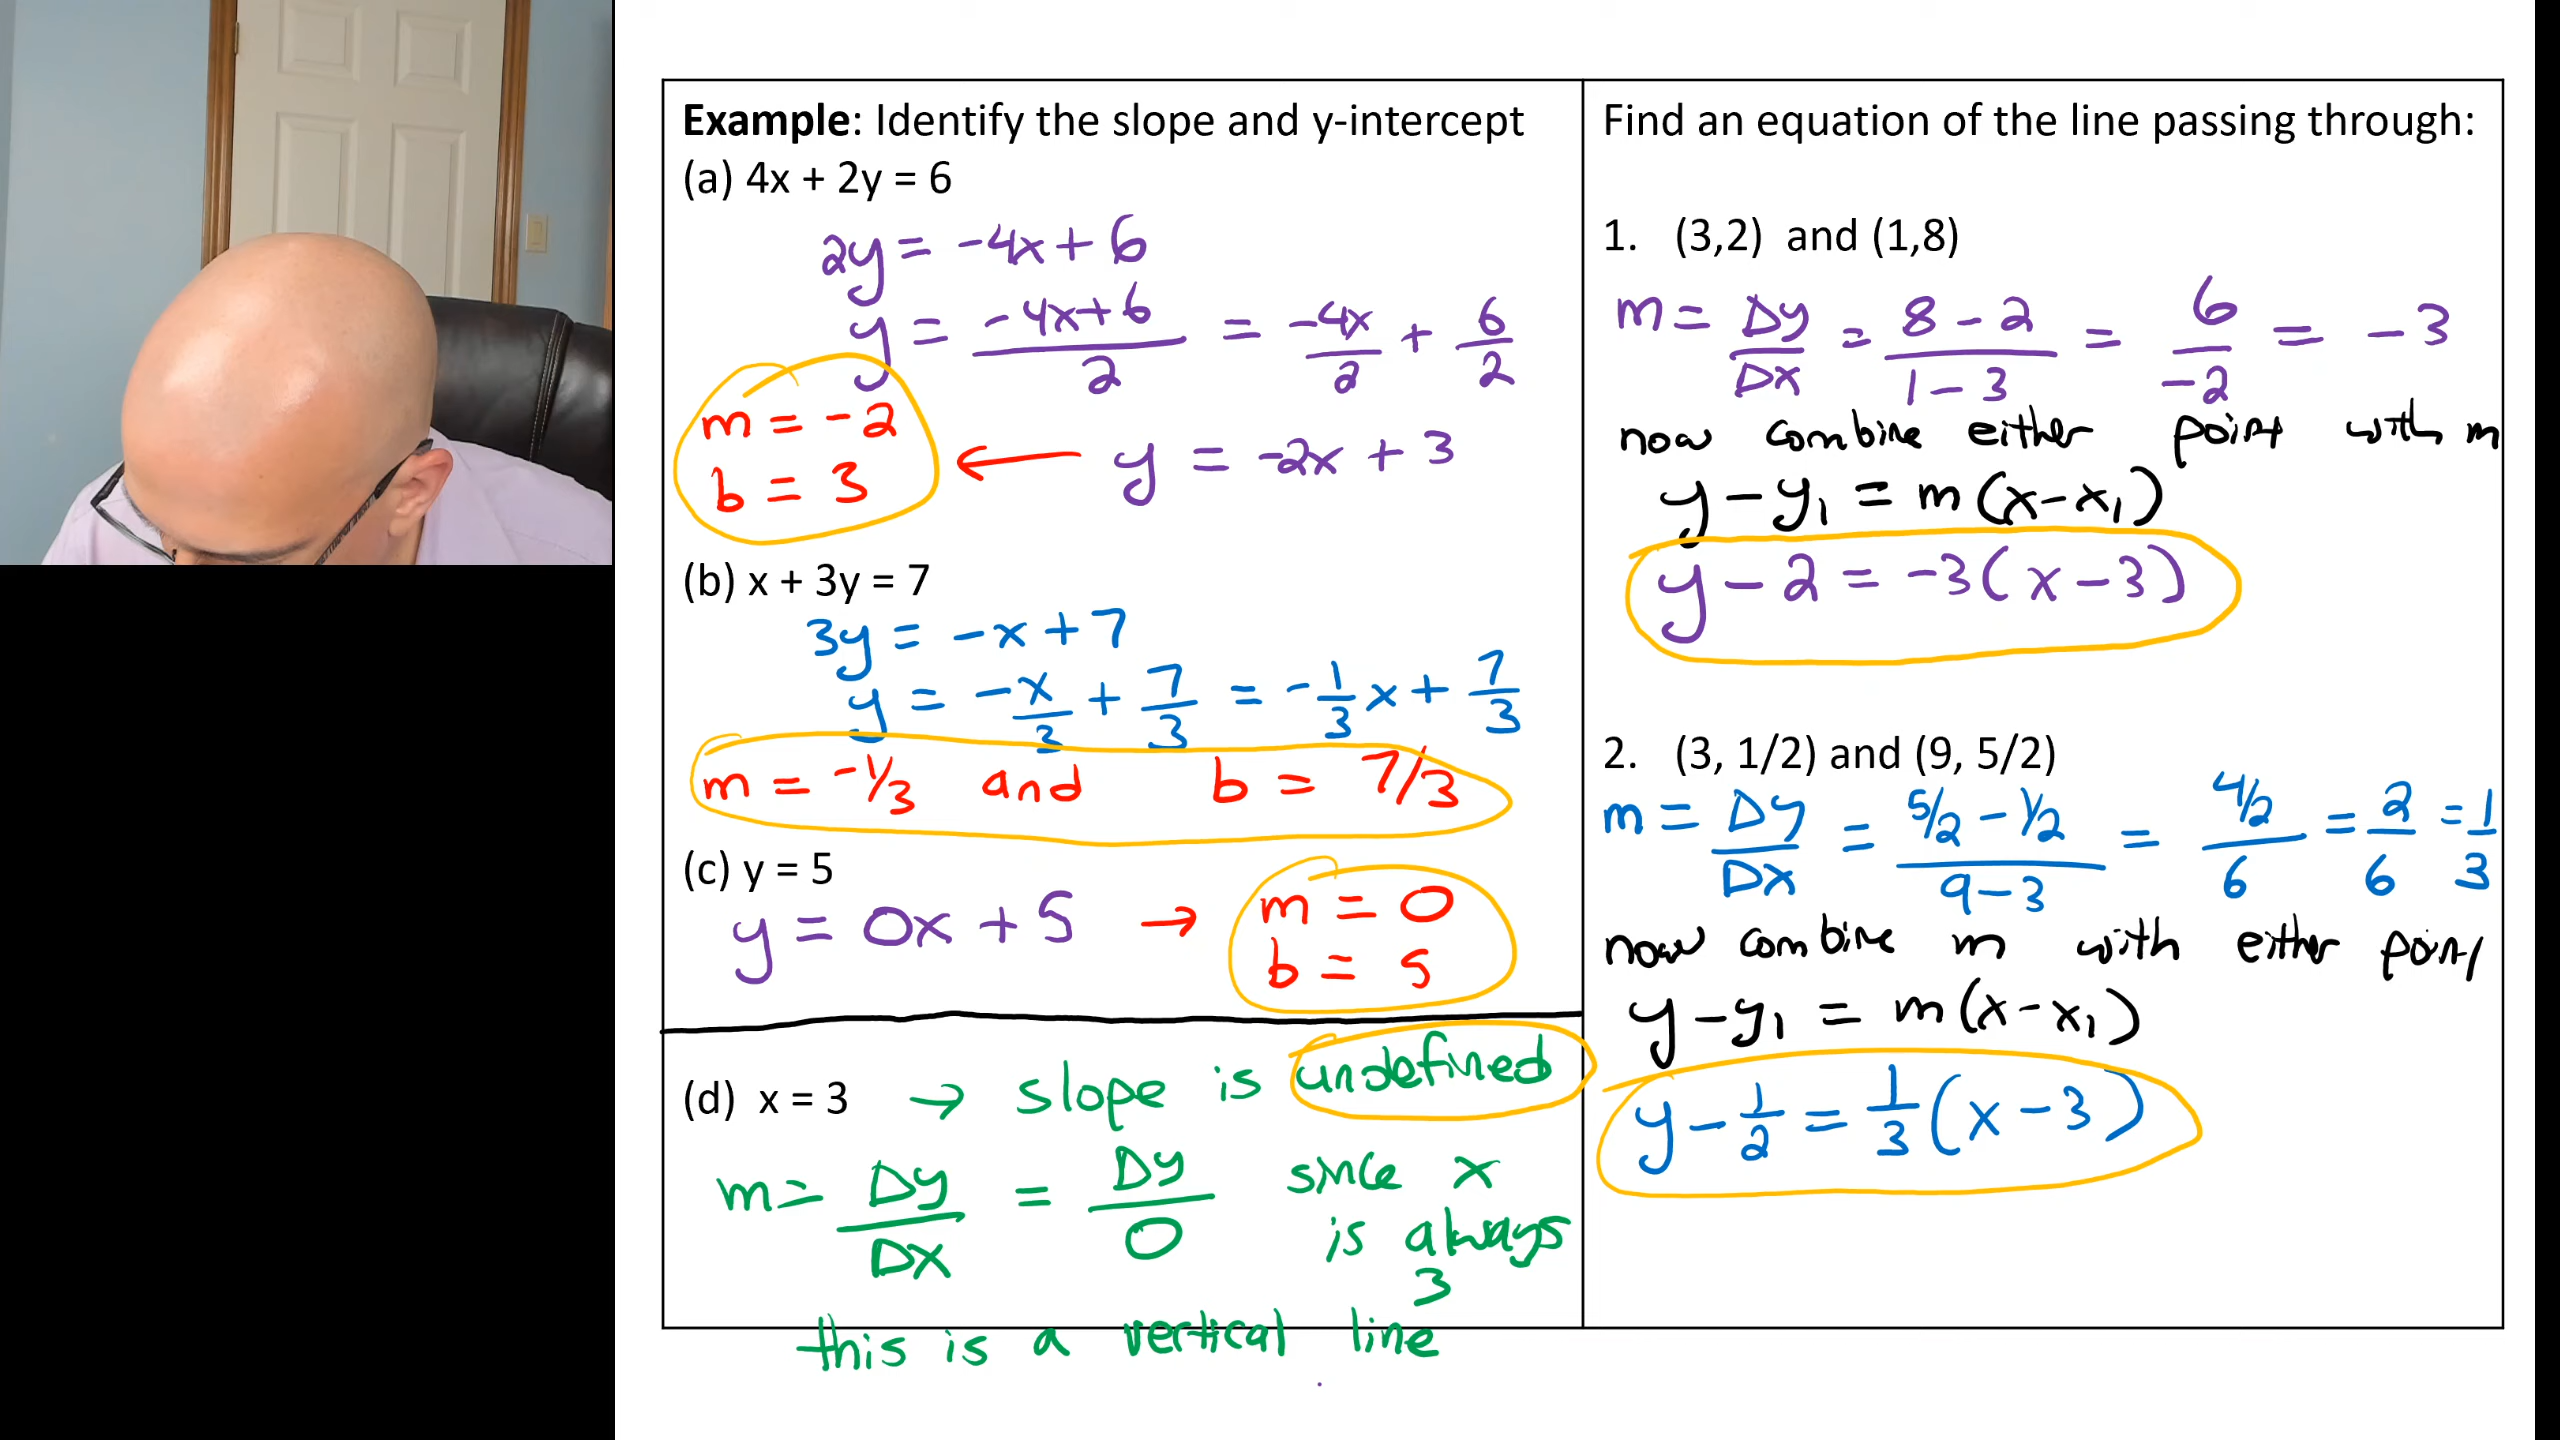 Example: Identify the slope and y-intercept
(a) 4x + 2y = 6
2y = -4x + 6
y = (-4x+6)/2 = -4x/2 + 6/2
m = -2
b = 3 ← y = -2x + 3
(b) x + 3y = 7
3y = -x + 7
y = -x/3 + 7/3 = -1/3 x + 7/3
m = -1/3 and b = 7/3
(c) y = 5
y = 0x + 5 → m = 0
b = 5
(d) x = 3 → slope is undefined
m = Δy/Δx = Δy/0 since x
is always
3
this is a vertical line
Find an equation of the line passing through:
1. (3,2) and (1,8)
m = Δy/Δx = (8-2)/(1-3) = 6/-2 = -3
now combine either point with m
y - y₁ = m(x-x₁)
y - 2 = -3(x-3)
2. (3, 1/2) and (9, 5/2)
m = Δy/Δx = (5/2 - 1/2)/(9-3) = (4/2)/6 = 2/6 = 1/3
now combine m with either point
y - y₁ = m(x-x₁)
y - 1/2 = 1/3(x-3)